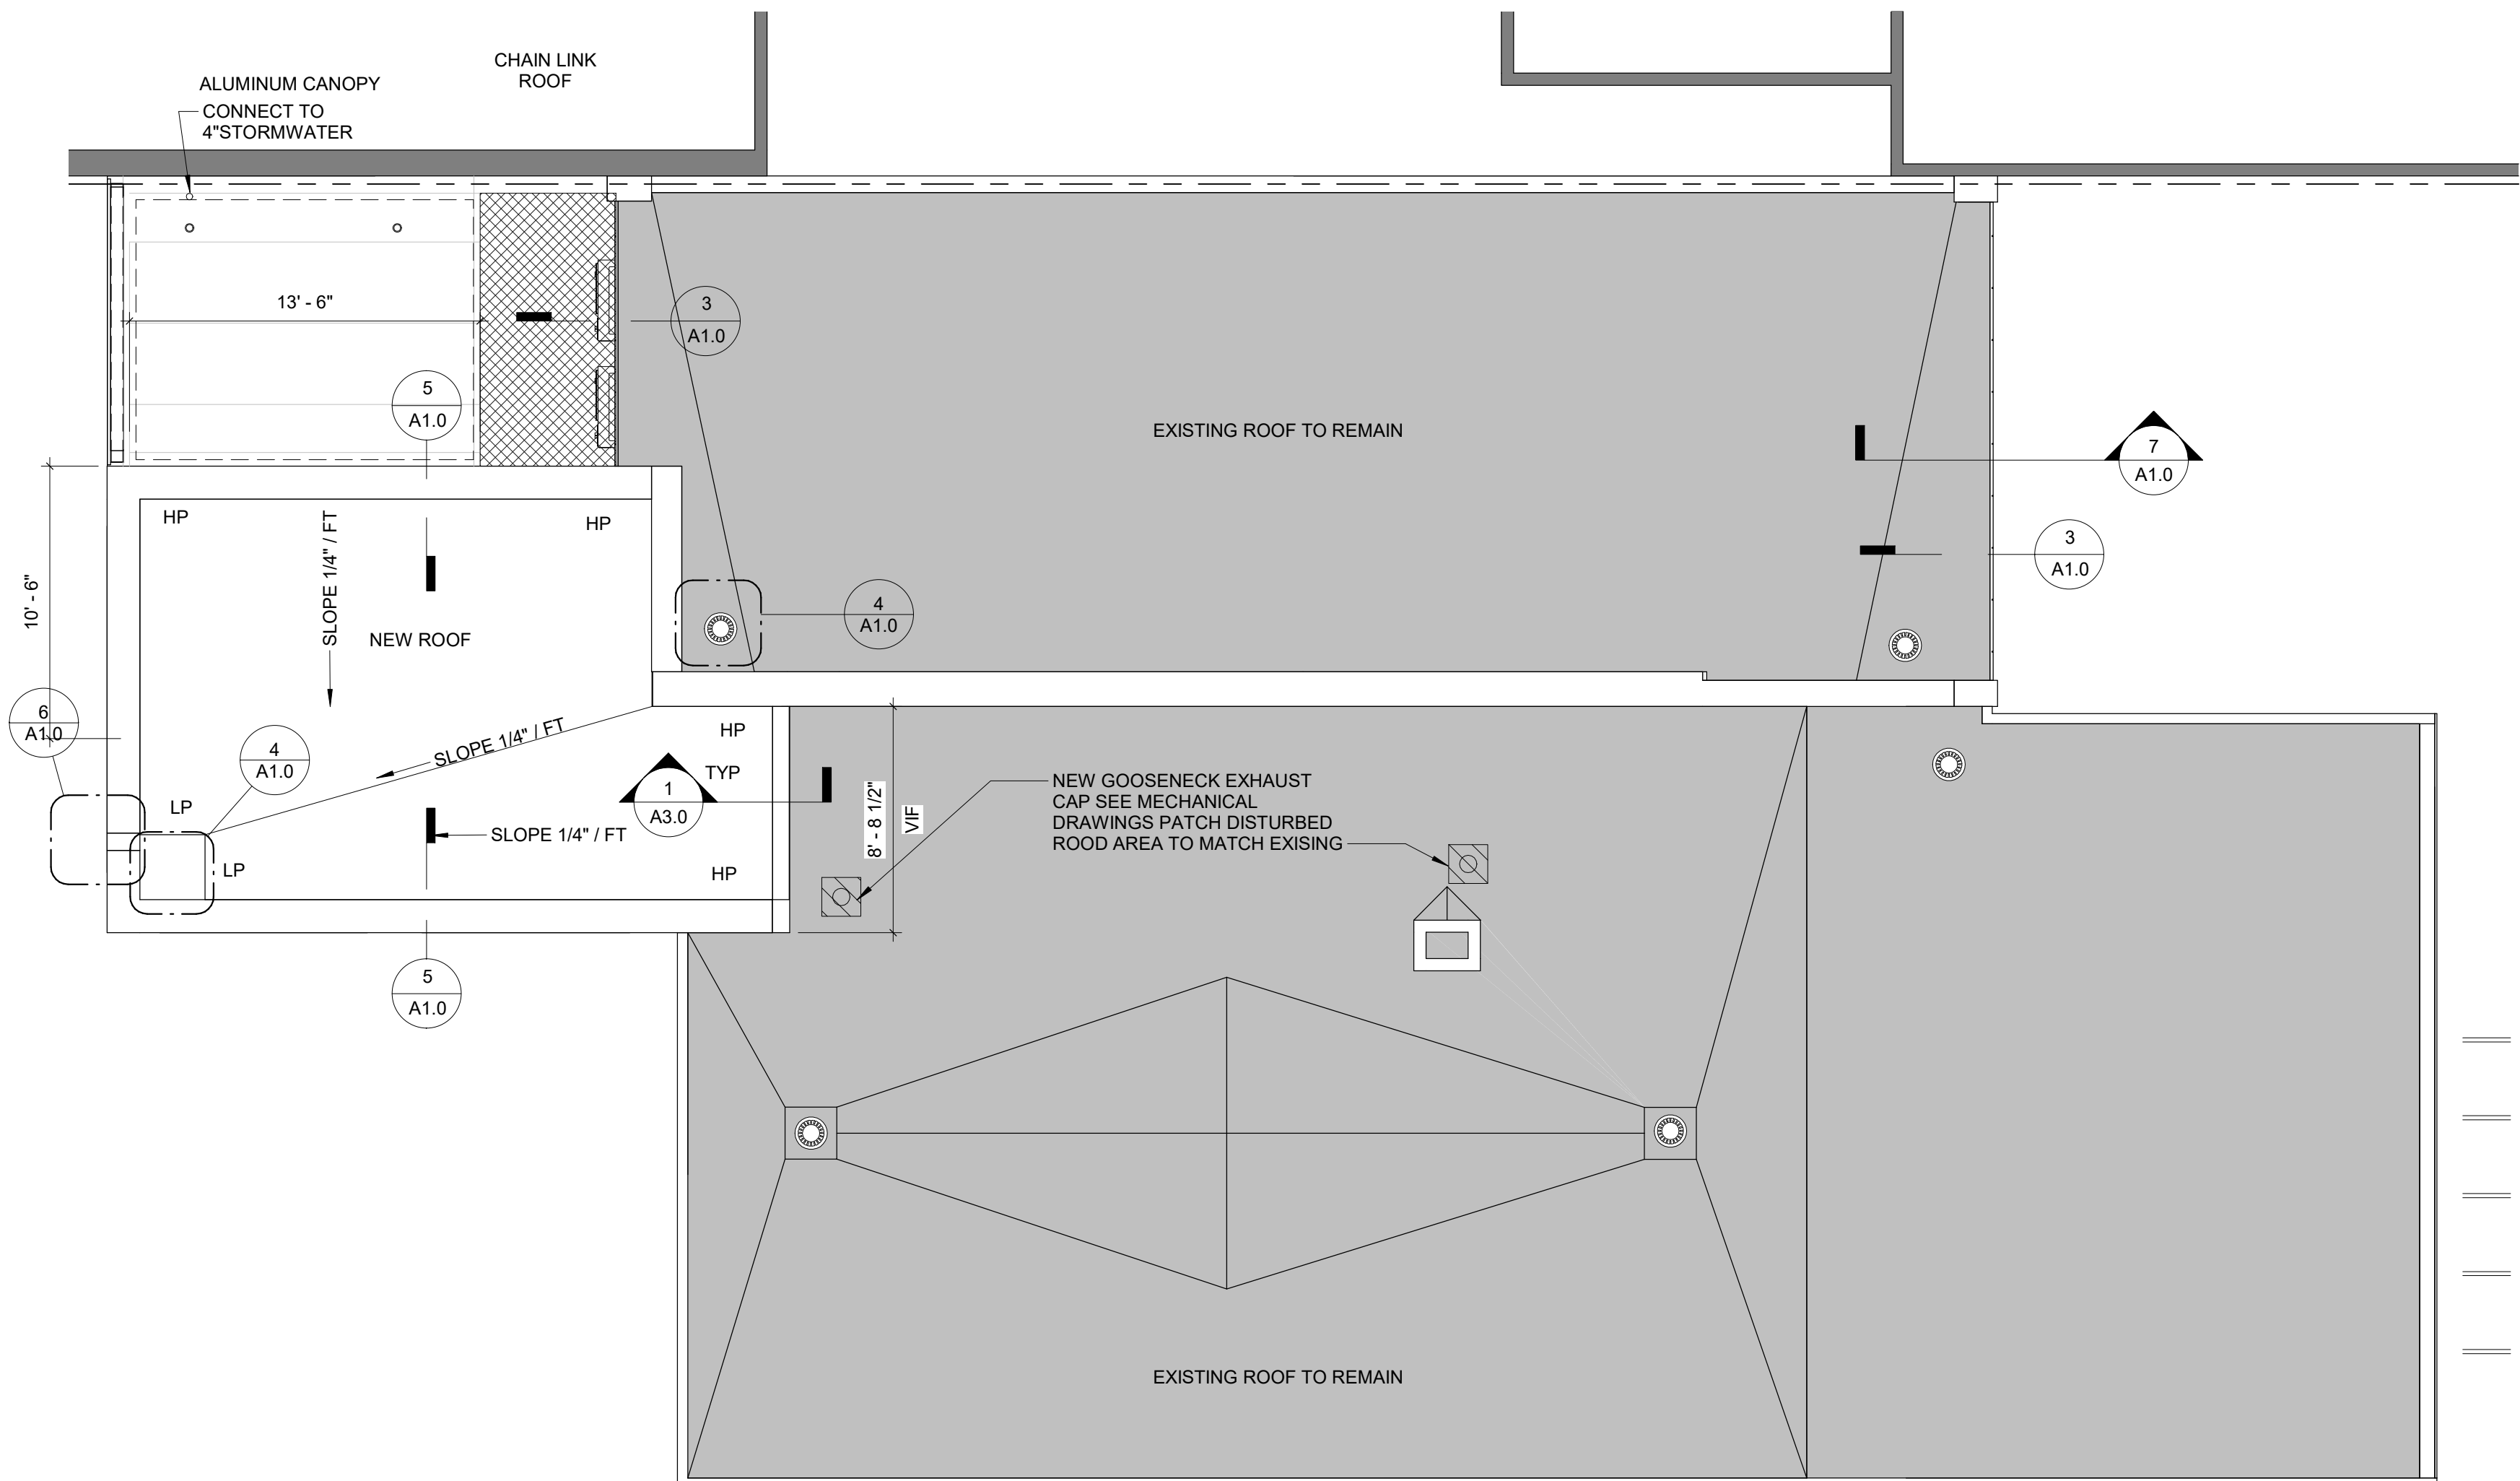 CHAIN LINK
ROOF
ALUMINUM CANOPY
CONNECT TO
4"STORMWATER
13' - 6"
3
A1.0
5
A1.0
EXISTING ROOF TO REMAIN
7
A1.0
HP
HP
SLOPE 1/4" / FT
3
A1.0
10' - 6"
NEW ROOF
4
A1.0
6
A1.0
SLOPE 1/4" / FT
HP
4
A1.0
TYP
1
A3.0
LP
8' - 8 1/2"
VIF
NEW GOOSENECK EXHAUST
CAP SEE MECHANICAL
DRAWINGS PATCH DISTURBED
ROOD AREA TO MATCH EXISING
SLOPE 1/4" / FT
LP
HP
5
A1.0
EXISTING ROOF TO REMAIN